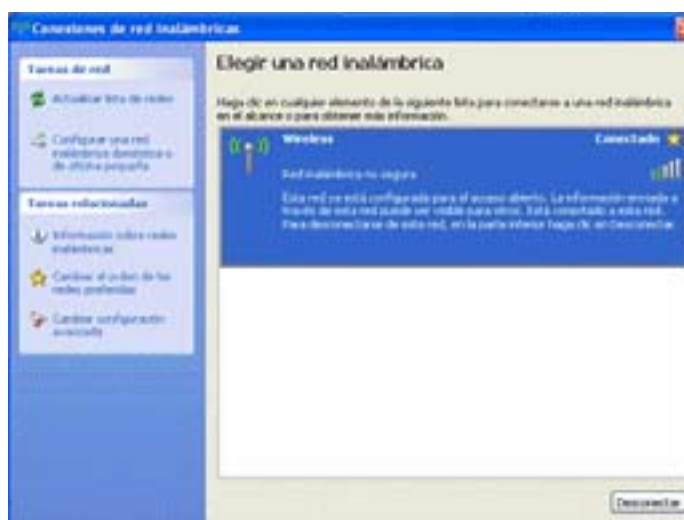 Conexiones de red inalámbricas
Tareas de red
Actualizar lista de redes
Configurar una red
inalámbrica doméstica o
de oficina pequeña
Tareas relacionadas
Información sobre redes
inalámbricas
Cambiar el orden de las
redes preferidas
Cambiar configuración
avanzada
Elegir una red inalámbrica
Haga clic en cualquier elemento de la siguiente lista para conectarse a una red inalámbrica
en el alcance o para obtener más información.
Wireless
Conectado
Red inalámbrica no segura
Esta red ya está configurada para el acceso abierto. La información enviada a
través de esta red puede ser visible para otros. Está conectado a esta red.
Para desconectarse de esta red, en la parte inferior haga clic en Desconectar.
Desconectar